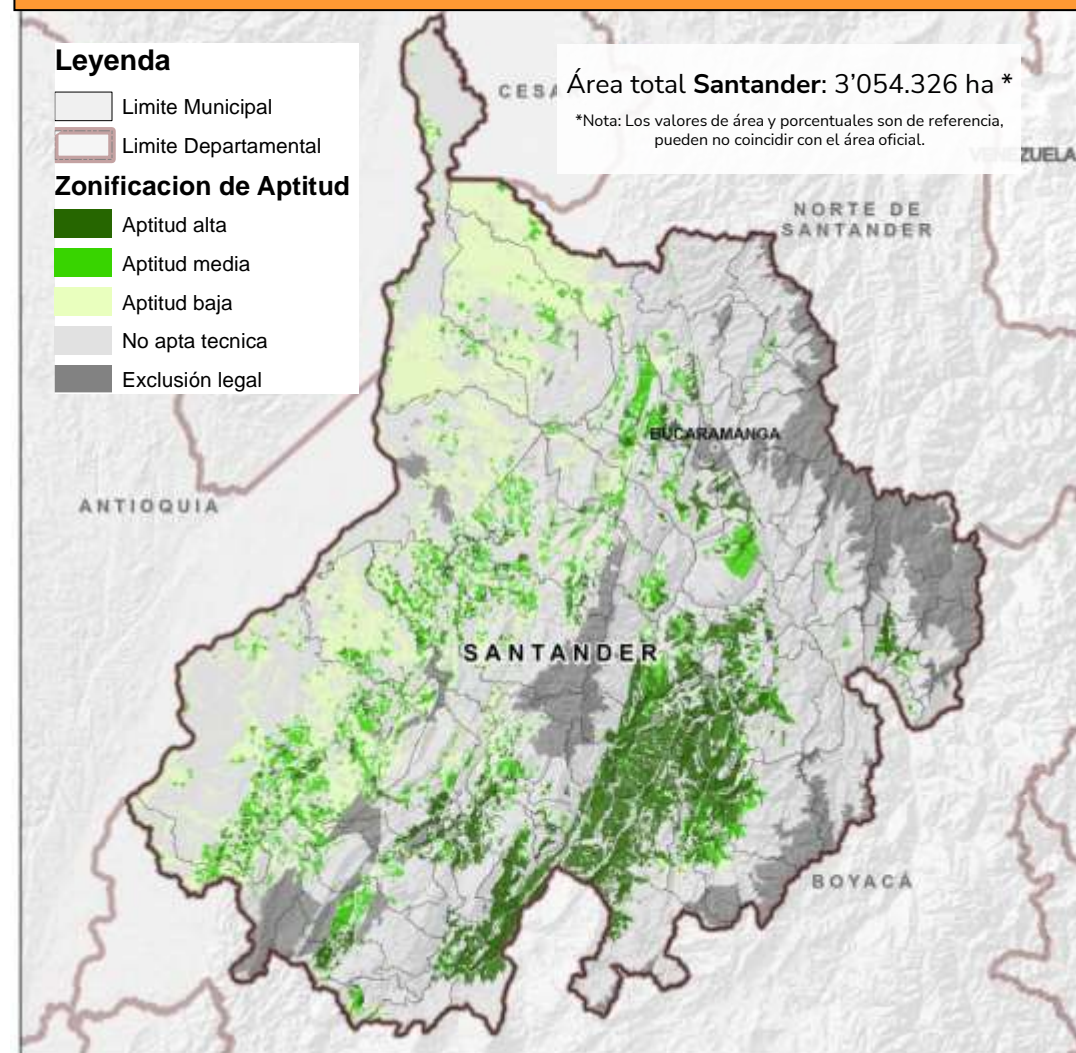 Leyenda
Limite Municipal
Limite Departamental
Zonificacion de Aptitud
Aptitud alta
Aptitud media
Aptitud baja
No apta tecnica
Exclusión legal
Área total Santander: 3'054.326 ha *
*Nota: Los valores de área y porcentuales son de referencia,
pueden no coincidir con el área oficial.
CESA
VENEZUELA
NORTE DE
SANTANDER
BUCARAMANGA
ANTIOQUIA
SANTANDER
BOYACÁ